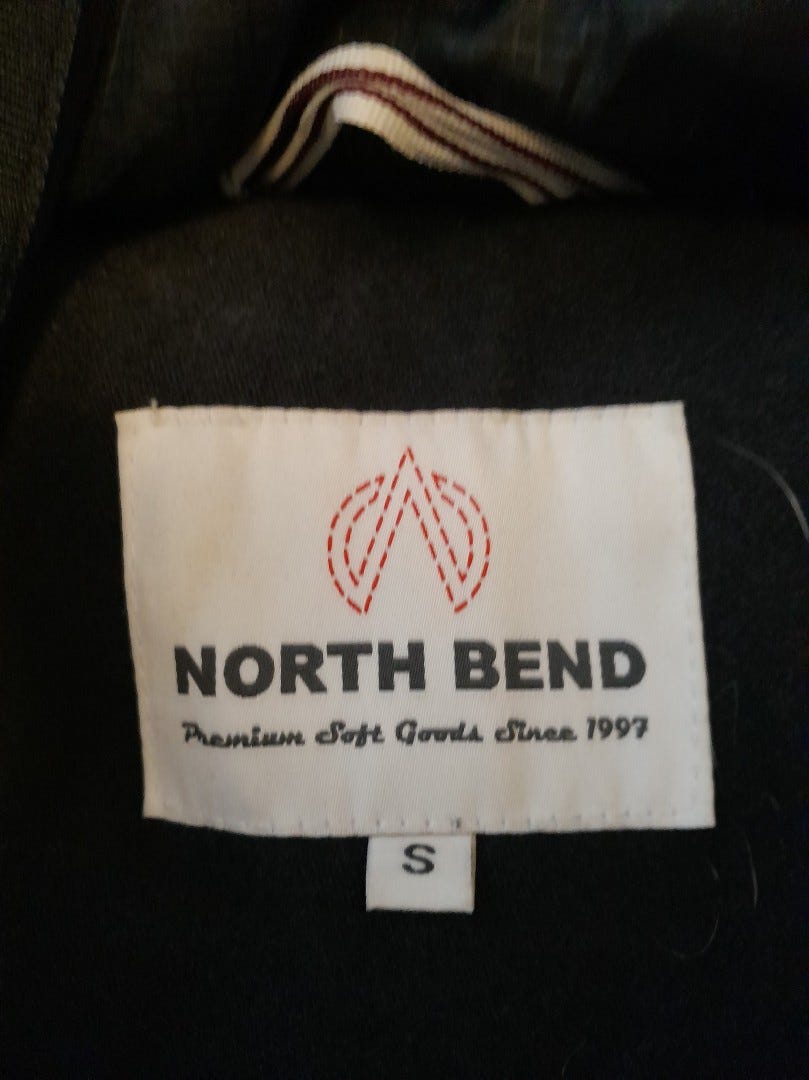 NORTH BEND
Premium Soft Goods Since 1997
S